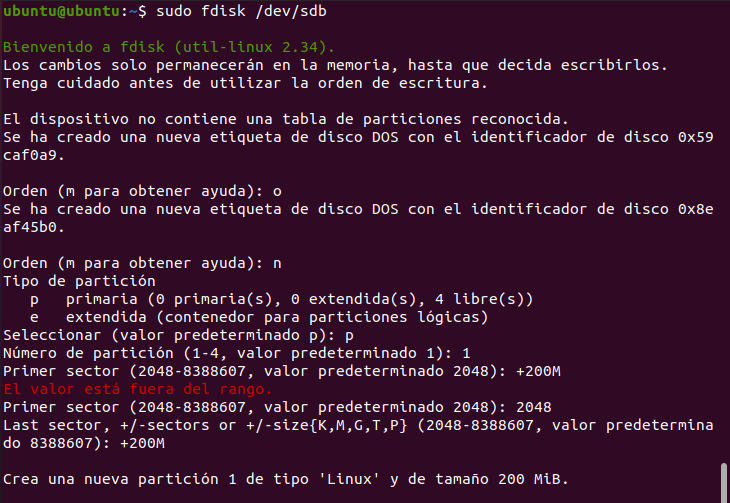 ubuntu@ubuntu:~$ sudo fdisk /dev/sdb
Bienvenido a fdisk (util-linux 2.34).
Los cambios solo permanecerán en la memoria, hasta que decida escribirlos.
Tenga cuidado antes de utilizar la orden de escritura.
El dispositivo no contiene una tabla de particiones reconocida.
Se ha creado una nueva etiqueta de disco DOS con el identificador de disco 0x59
caf0a9.
Orden (m para obtener ayuda): o
Se ha creado una nueva etiqueta de disco DOS con el identificador de disco 0x8e
af45b0.
Orden (m para obtener ayuda): n
Tipo de partición
p   primaria (0 primaria(s), 0 extendida(s), 4 libre(s))
e   extendida (contenedor para particiones lógicas)
Seleccionar (valor predeterminado p): p
Número de partición (1-4, valor predeterminado 1): 1
Primer sector (2048-8388607, valor predeterminado 2048): +200M
El valor está fuera del rango.
Primer sector (2048-8388607, valor predeterminado 2048): 2048
Last sector, +/-sectors or +/-size{K,M,G,T,P} (2048-8388607, valor predetermina
do 8388607): +200M
Crea una nueva partición 1 de tipo 'Linux' y de tamaño 200 MiB.